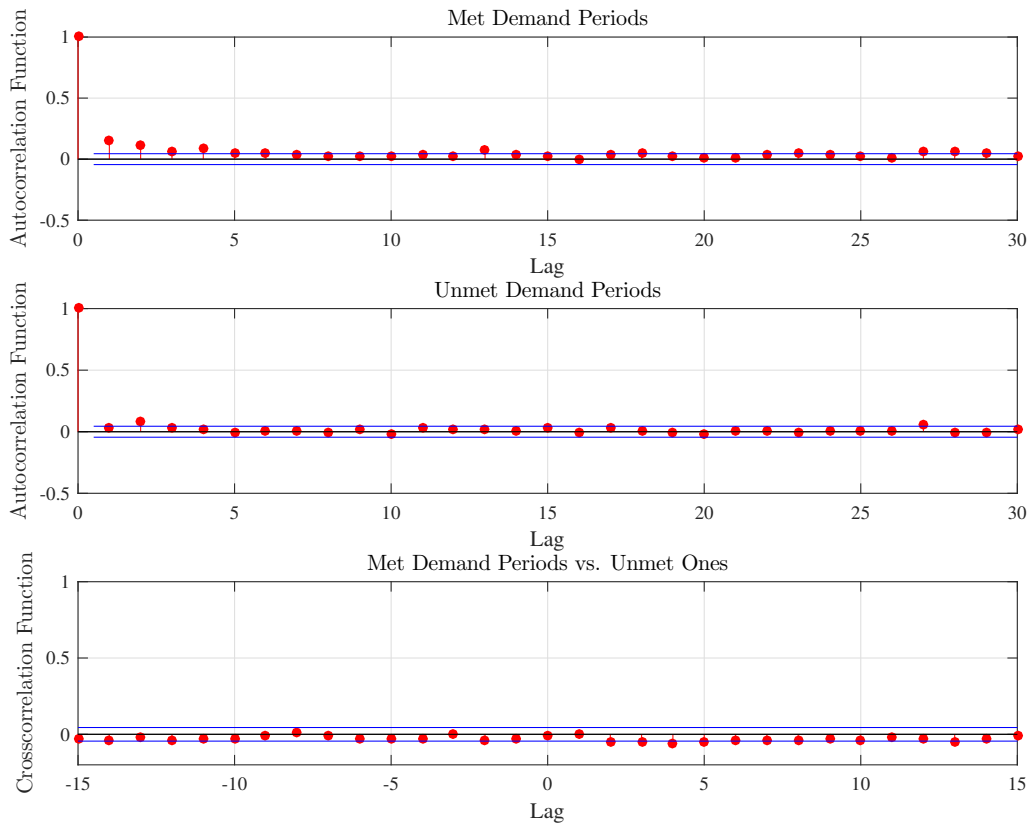 Met Demand Periods
Autocorrelation Function
1
0.5
0
-0.5
0 5 10 15 20 25 30
Lag
Unmet Demand Periods
Autocorrelation Function
1
0.5
0
-0.5
0 5 10 15 20 25 30
Lag
Met Demand Periods vs. Unmet Ones
Crosscorrelation Function
1
0.5
0
-15 -10 -5 0 5 10 15
Lag